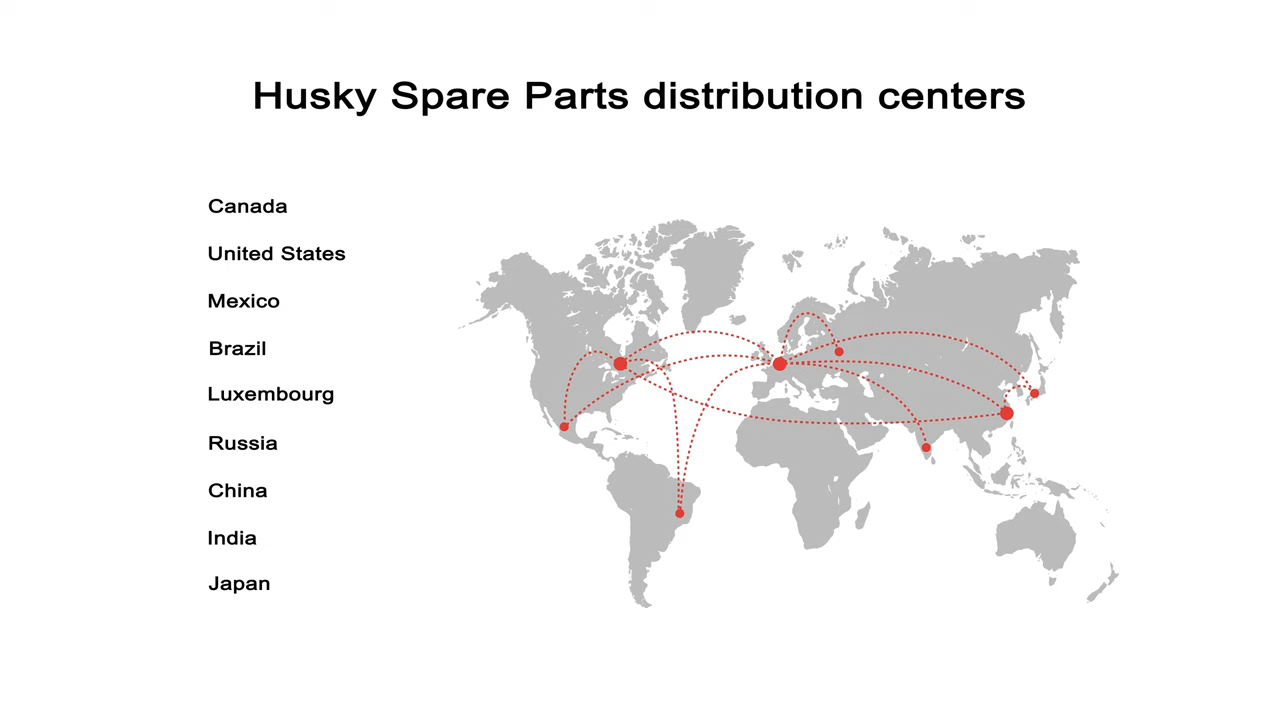 Husky Spare Parts distribution centers
Canada
United States
Mexico
Brazil
Luxembourg
Russia
China
India
Japan